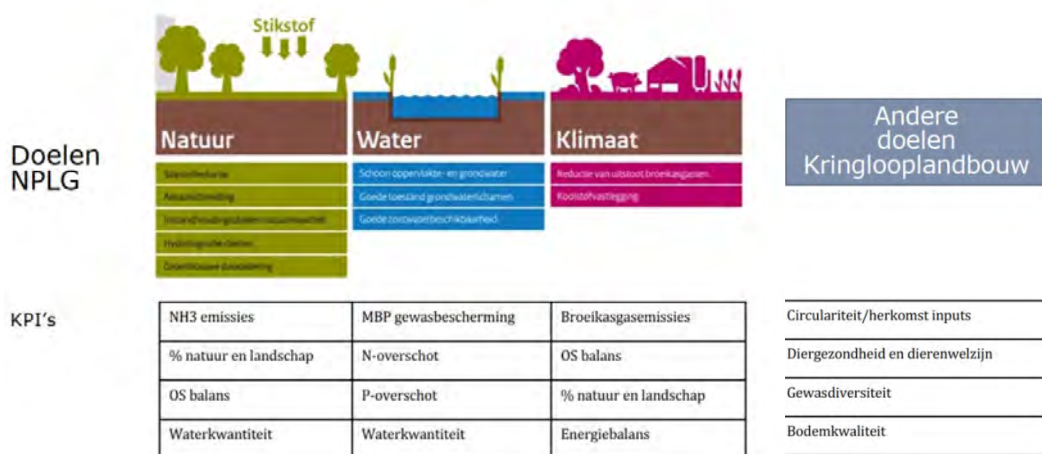 Stikstof
Doelen
NPLG
Natuur
Water
Klimaat
Andere
doelen
Kringlooplandbouw
Schoon oppervlakte- en grondwater
Reductie van uitstoot broeikasgassen
Goede toestand grondwaterlichamen
Koolstofvastlegging
Goede zoetwaterbeschikbaarheid
KPI's
NH3 emissies
MBP gewasbescherming
Broeikasgasemissies
Circulariteit/herkomst inputs
% natuur en landschap
N-overschot
OS balans
Diergezondheid en dierenwelzijn
OS balans
P-overschot
% natuur en landschap
Gewasdiversiteit
Waterkwantiteit
Waterkwantiteit
Energiebalans
Bodemkwaliteit